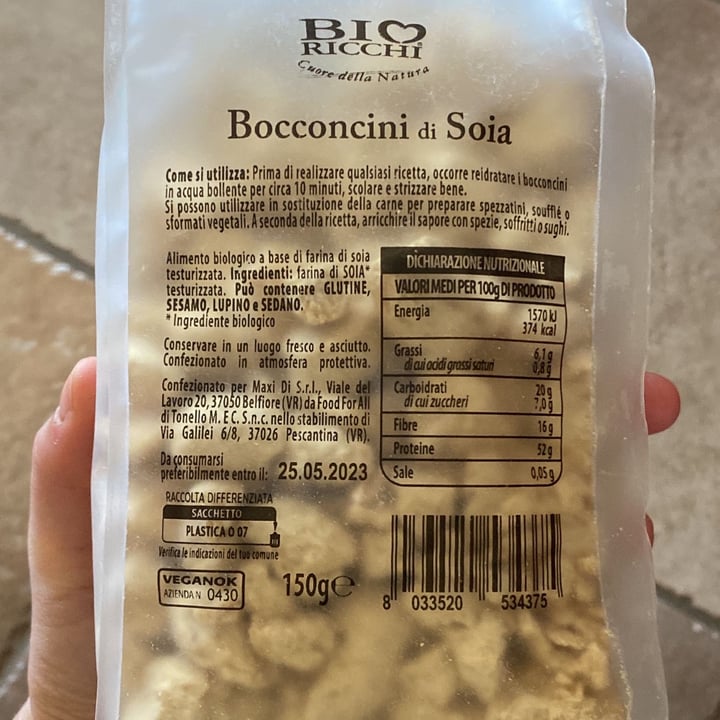 BIO
RICCHI
Cuore della Natura
Bocconcini di Soia
Come si utilizza: Prima di realizzare qualsiasi ricetta, occorre reidratare i bocconcini
in acqua bollente per circa 10 minuti, scolare e strizzare bene.
Si possono utilizzare in sostituzione della carne per preparare spezzatini, soufflè o
sformati vegetali. A seconda della ricetta, arricchire il sapore con spezie, soffritti o sughi.
Alimento biologico a base di farina di soia
testurizzata. Ingredienti: farina di SOIA*
testurizzata. Può contenere GLUTINE,
SESAMO, LUPINO e SEDANO.
* Ingrediente biologico
Conservare in un luogo fresco e asciutto.
Confezionato in atmosfera protettiva.
Confezionato per Maxi Di S.r.l., Viale del
Lavoro 20, 37050 Belfiore (VR) da Food For All
di Tonello M. E C. S.n.c. nello stabilimento di
Via Galilei 6/8, 37026 Pescantina (VR).
Da consumarsi
preferibilmente entro il: 25.05.2023
RACCOLTA DIFFERENZIATA
SACCHETTO
PLASTICA O 07
Verifica le indicazioni del tuo comune
VEGANOK
AZIENDA N 0430
150g e
DICHIARAZIONE NUTRIZIONALE
VALORI MEDI PER 100g DI PRODOTTO
Energia 1570 kJ
374 kcal
Grassi 6,1 g
di cui acidi grassi saturi 0,8 g
Carboidrati 20 g
di cui zuccheri 7,0 g
Fibre 16 g
Proteine 52 g
Sale 0,05 g
8 033520 534375